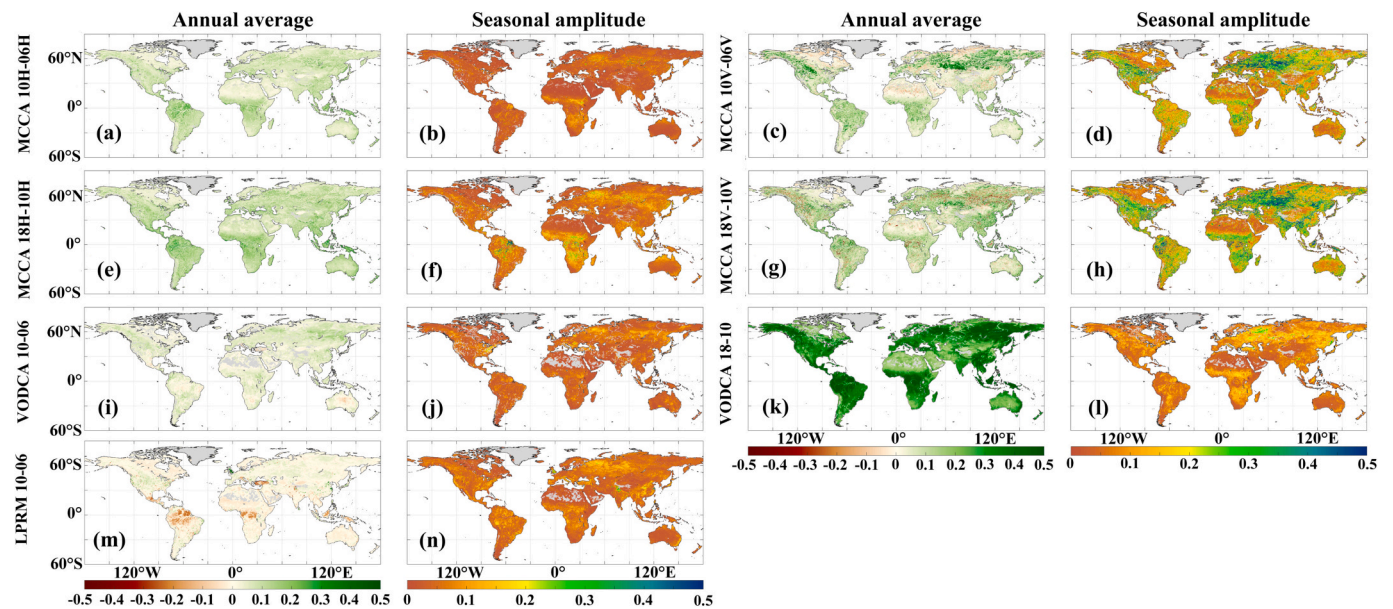 Annual average Seasonal amplitude Annual average Seasonal amplitude
MCCA 10H-06H 60°N 0° 60°S (a) (b) MCCA 10V-06V (c) (d)
MCCA 18H-10H 60°N 0° 60°S (e) (f) MCCA 18V-10V (g) (h)
VODCA 10-06 60°N 0° 60°S (i) (j) VODCA 18-10 (k) (l)
120°W 0° 120°E 120°W 0° 120°E
-0.5 -0.4 -0.3 -0.2 -0.1 0 0.1 0.2 0.3 0.4 0.5 0 0.1 0.2 0.3 0.4 0.5
LPRM 10-06 60°N 0° 60°S (m) (n)
120°W 0° 120°E 120°W 0° 120°E
-0.5 -0.4 -0.3 -0.2 -0.1 0 0.1 0.2 0.3 0.4 0.5 0 0.1 0.2 0.3 0.4 0.5